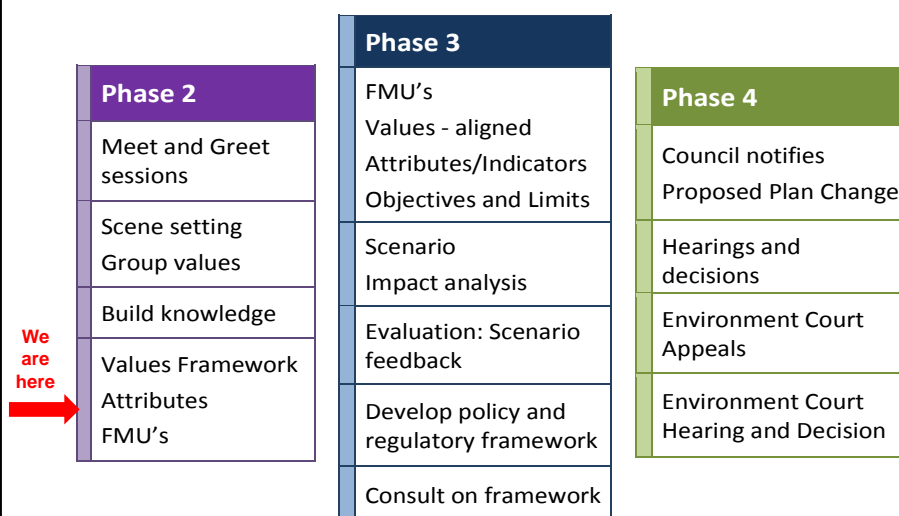 We
are
here
Phase 2
Meet and Greet
sessions
Scene setting
Group values
Build knowledge
Values Framework
Attributes
FMU's
Phase 3
FMU's
Values - aligned
Attributes/Indicators
Objectives and Limits
Scenario
Impact analysis
Evaluation: Scenario
feedback
Develop policy and
regulatory framework
Consult on framework
Phase 4
Council notifies
Proposed Plan Change
Hearings and
decisions
Environment Court
Appeals
Environment Court
Hearing and Decision